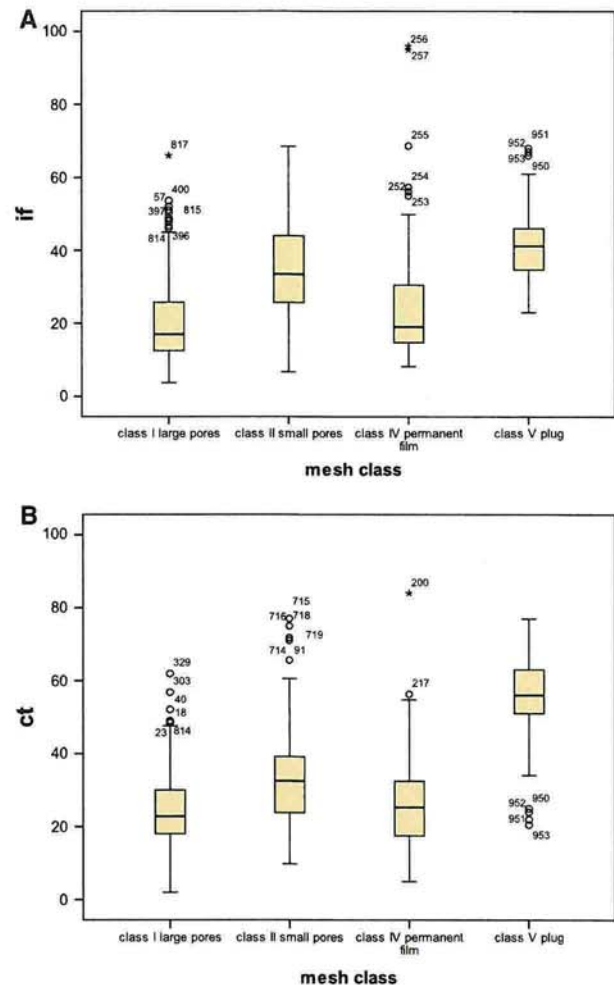 A
100
80
60
40
20
0
if
256
257
817
57
400
397
815
814
396
255
252
254
253
952
951
953
950
class I large pores
class II small pores
class IV permanent
film
class V plug
mesh class
B
100
80
60
40
20
0
ct
329
303
40
18
23
814
715
716
718
719
714
91
200
217
952
950
951
953
class I large pores
class II small pores
class IV permanent
film
class V plug
mesh class